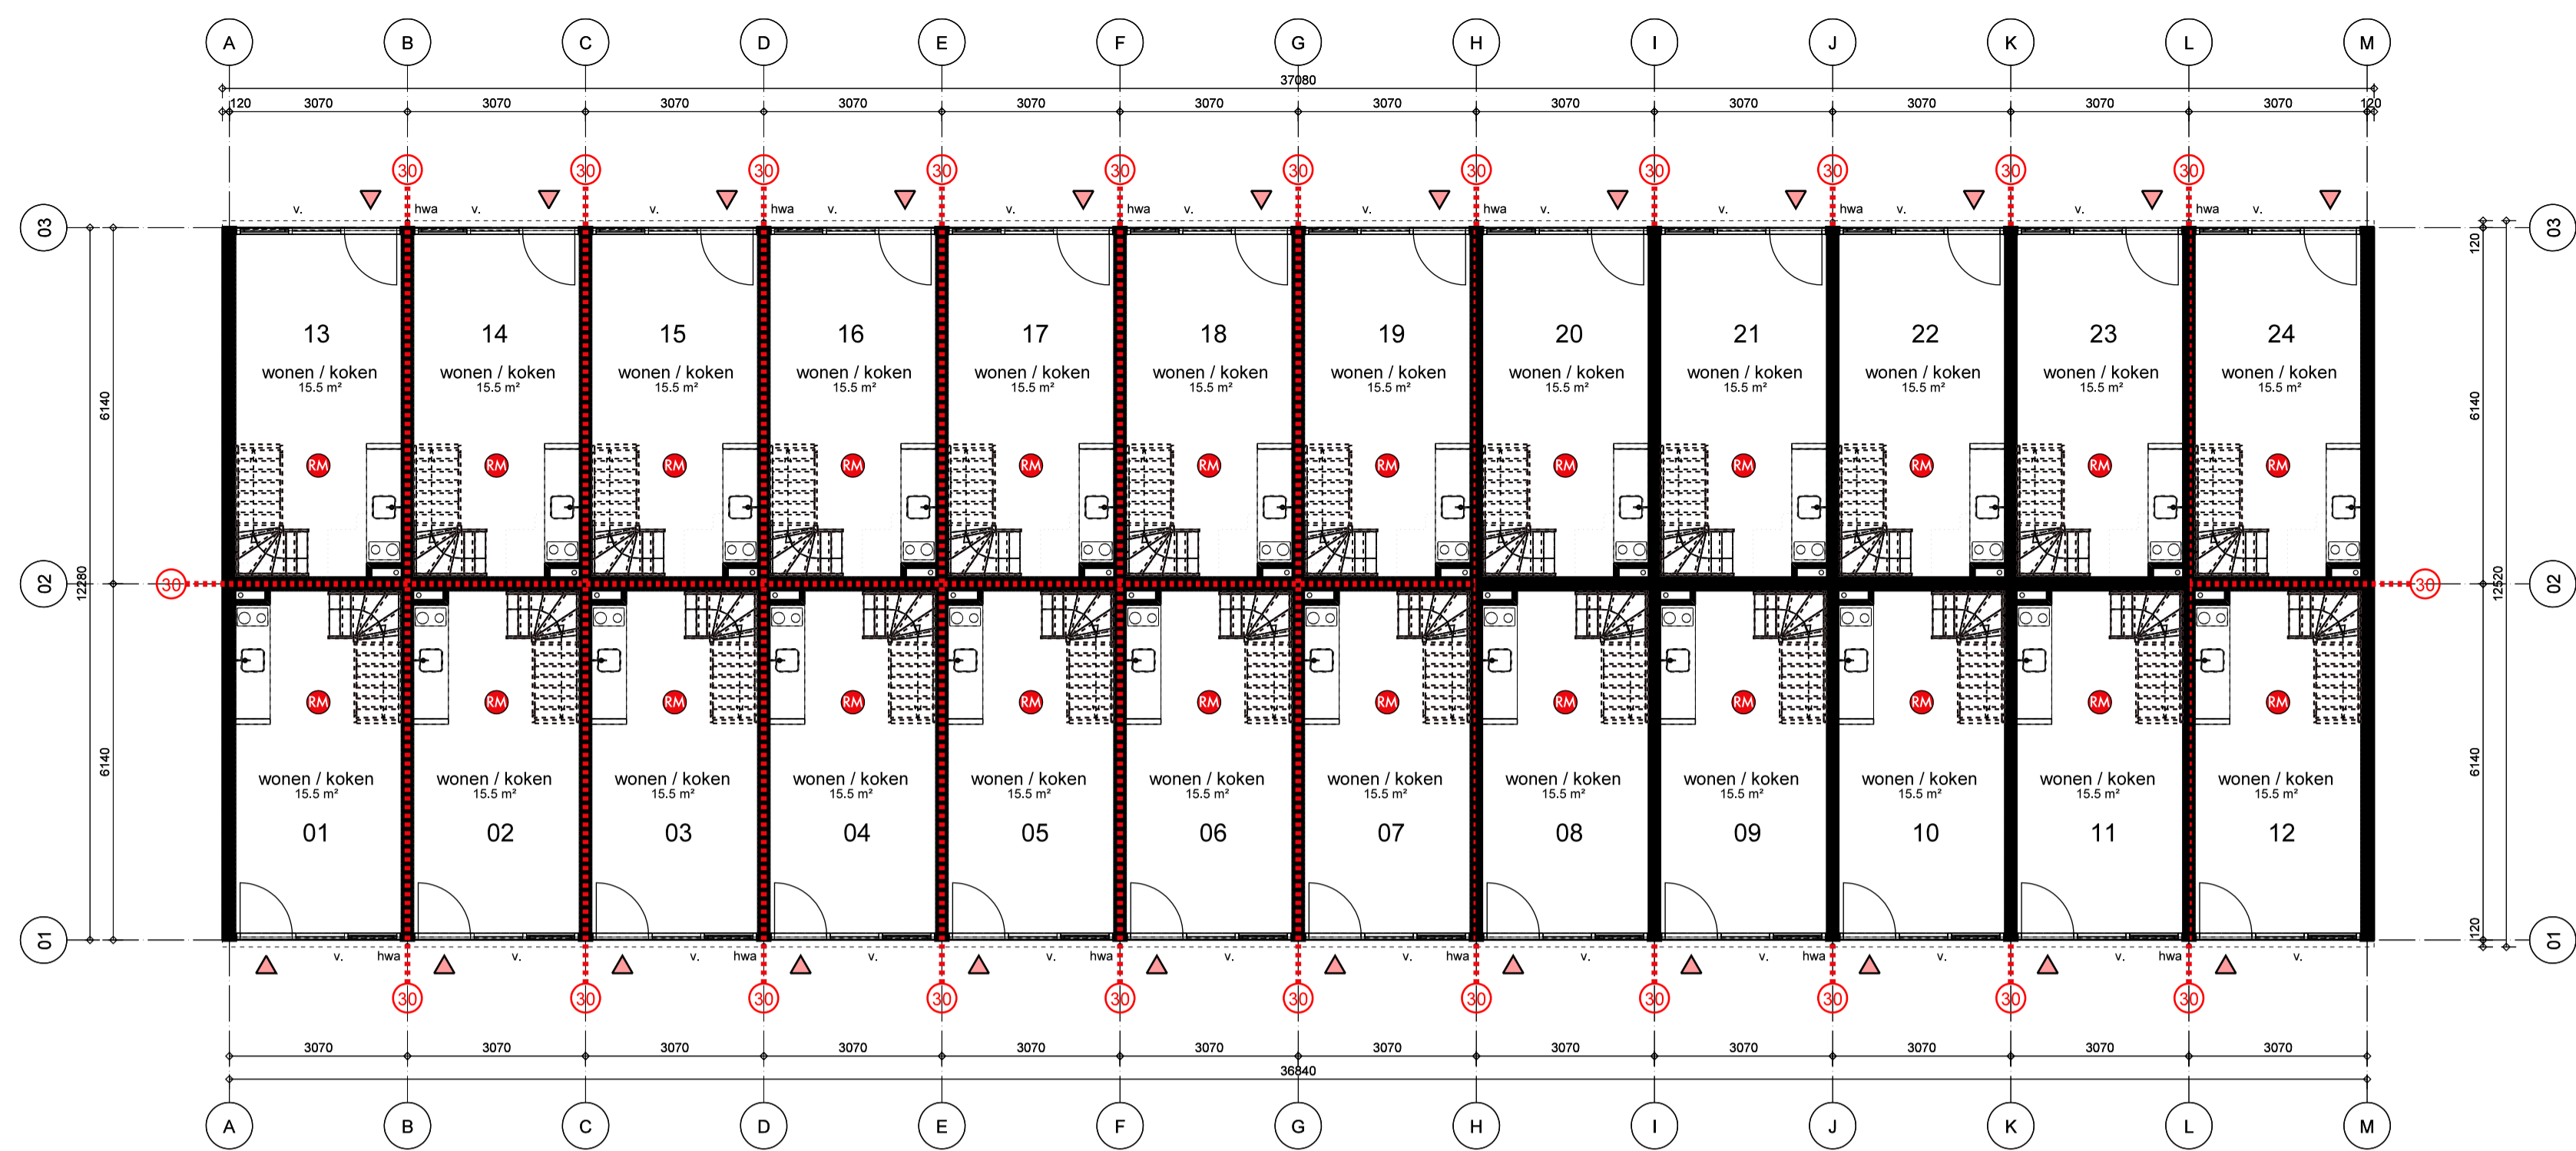 A B C D E F G H I J K L M
37080
120 3070 3070 3070 3070 3070 3070 3070 3070 3070 3070 3070 3070 120
30 30 30 30 30 30 30 30 30 30 30
v. hwa v. v. hwa v. v. hwa v. v. hwa v. v. hwa v. v. hwa v.
03 03
120
13 14 15 16 17 18 19 20 21 22 23 24
wonen / koken wonen / koken wonen / koken wonen / koken wonen / koken wonen / koken wonen / koken wonen / koken wonen / koken wonen / koken wonen / koken wonen / koken
15.5 m² 15.5 m² 15.5 m² 15.5 m² 15.5 m² 15.5 m² 15.5 m² 15.5 m² 15.5 m² 15.5 m² 15.5 m² 15.5 m²
6140 6140
RM RM RM RM RM RM RM RM RM RM RM RM
02 12280 30 30 12520 02
RM RM RM RM RM RM RM RM RM RM RM RM
6140 6140
wonen / koken wonen / koken wonen / koken wonen / koken wonen / koken wonen / koken wonen / koken wonen / koken wonen / koken wonen / koken wonen / koken wonen / koken
15.5 m² 15.5 m² 15.5 m² 15.5 m² 15.5 m² 15.5 m² 15.5 m² 15.5 m² 15.5 m² 15.5 m² 15.5 m² 15.5 m²
01 02 03 04 05 06 07 08 09 10 11 12
120
01 01
v. hwa v. v. hwa v. v. hwa v. v. hwa v. v. hwa v. v. hwa v.
30 30 30 30 30 30 30 30 30 30 30
3070 3070 3070 3070 3070 3070 3070 3070 3070 3070 3070 3070
36840
A B C D E F G H I J K L M